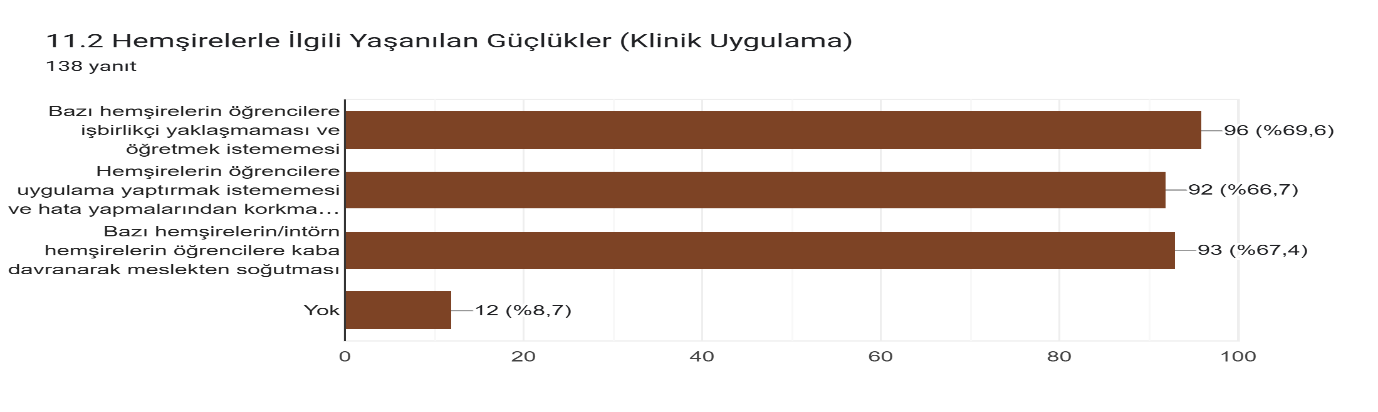 11.2 Hemşirelerle İlgili Yaşanılan Güçlükler (Klinik Uygulama)
138 yanıt
Bazı hemşirelerin öğrencilere
işbirlikçi yaklaşmaması ve
öğretmek istememesi
96 (%69,6)
Hemşirelerin öğrencilere
uygulama yaptırmak istememesi
ve hata yapmalarından korkma…
92 (%66,7)
Bazı hemşirelerin/intörn
hemşirelerin öğrencilere kaba
davranarak meslekten soğutması
93 (%67,4)
Yok
12 (%8,7)
0 20 40 60 80 100